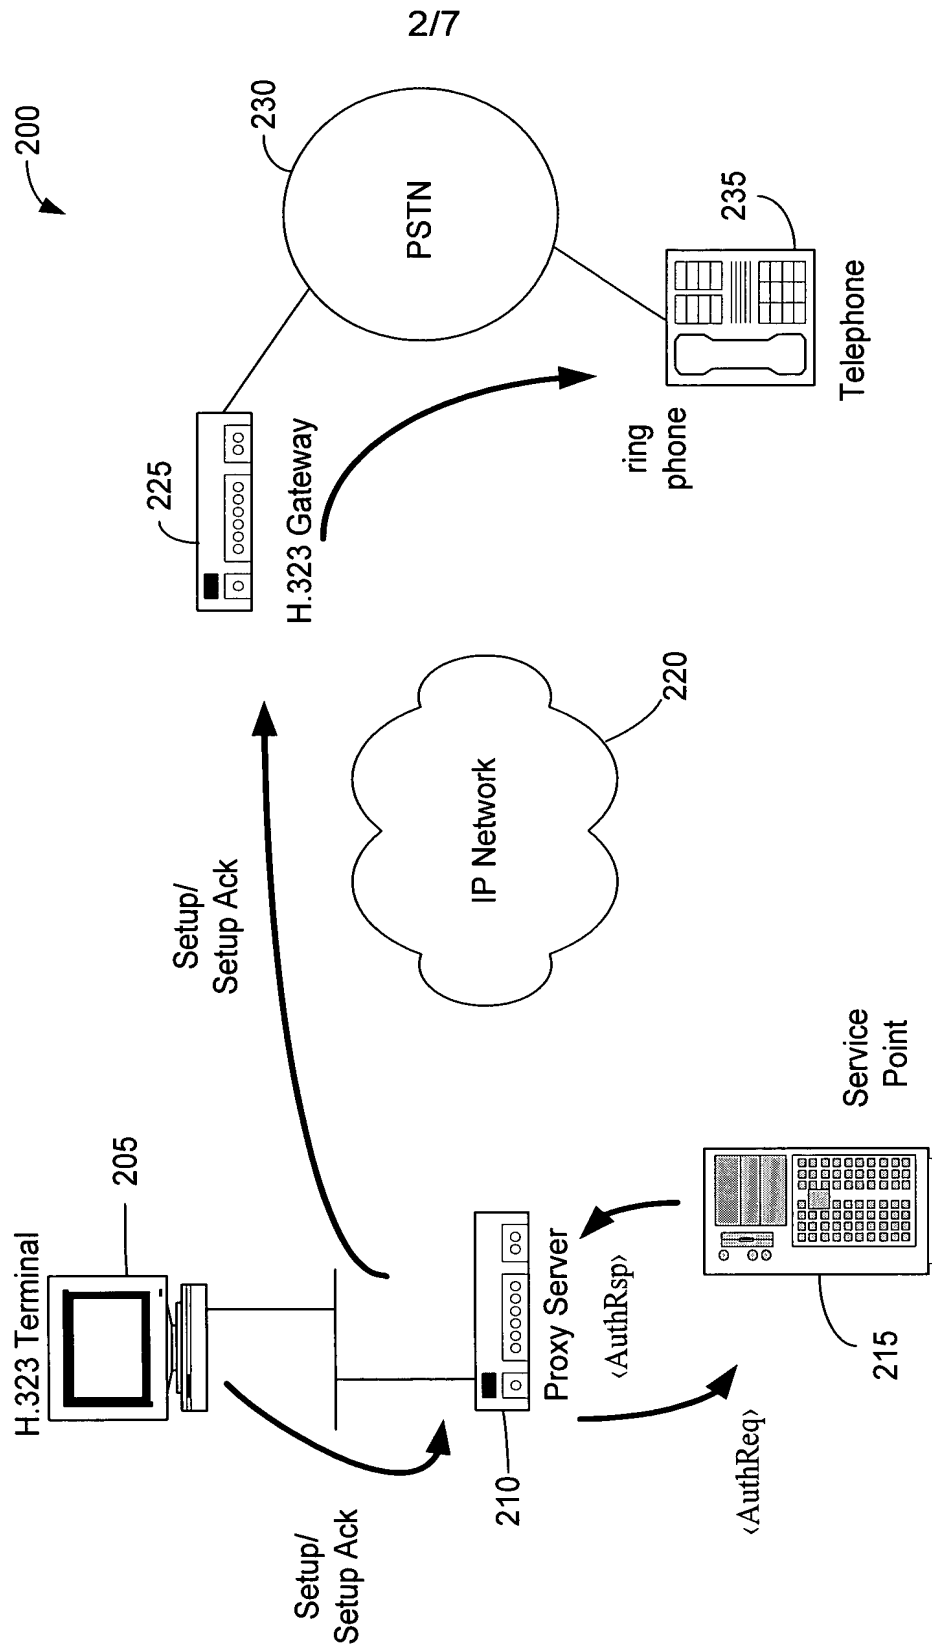 2/7
200
H.323 Terminal
205
Setup/
Setup Ack
Setup/
Setup Ack
210
Proxy Server
‹AuthReq›
‹AuthRsp›
215
Service
Point
IP Network
220
225
H.323 Gateway
230
PSTN
ring
phone
235
Telephone